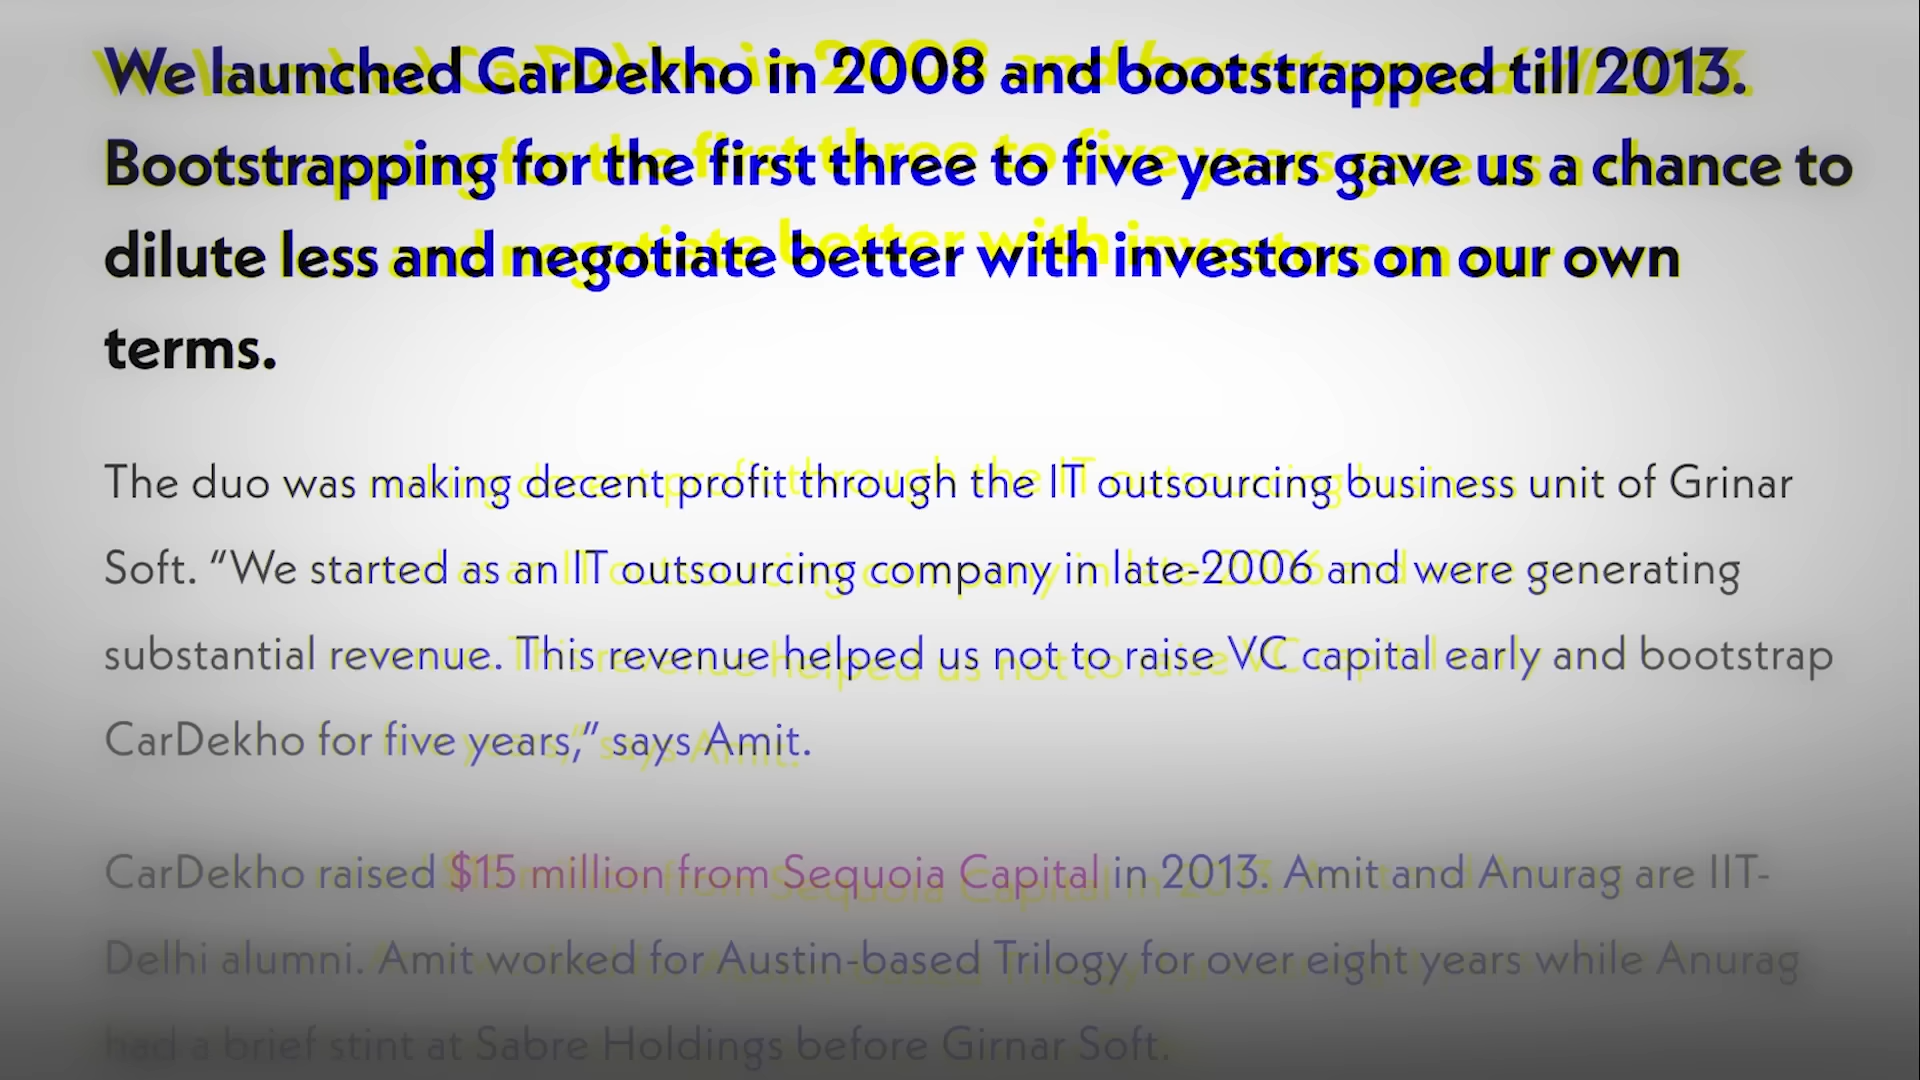 We launched CarDekho in 2008 and bootstrapped till 2013.
Bootstrapping for the first three to five years gave us a chance to
dilute less and negotiate better with investors on our own
terms.
The duo was making decent profit through the IT outsourcing business unit of Grinar
Soft. “We started as an IT outsourcing company in late-2006 and were generating
substantial revenue. This revenue helped us not to raise VC capital early and bootstrap
CarDekho for five years,” says Amit.
CarDekho raised $15 million from Sequoia Capital in 2013. Amit and Anurag are IIT-
Delhi alumni. Amit worked for Austin-based Trilogy for over eight years while Anurag
had a brief stint at Sabre Holdings before Girnar Soft.